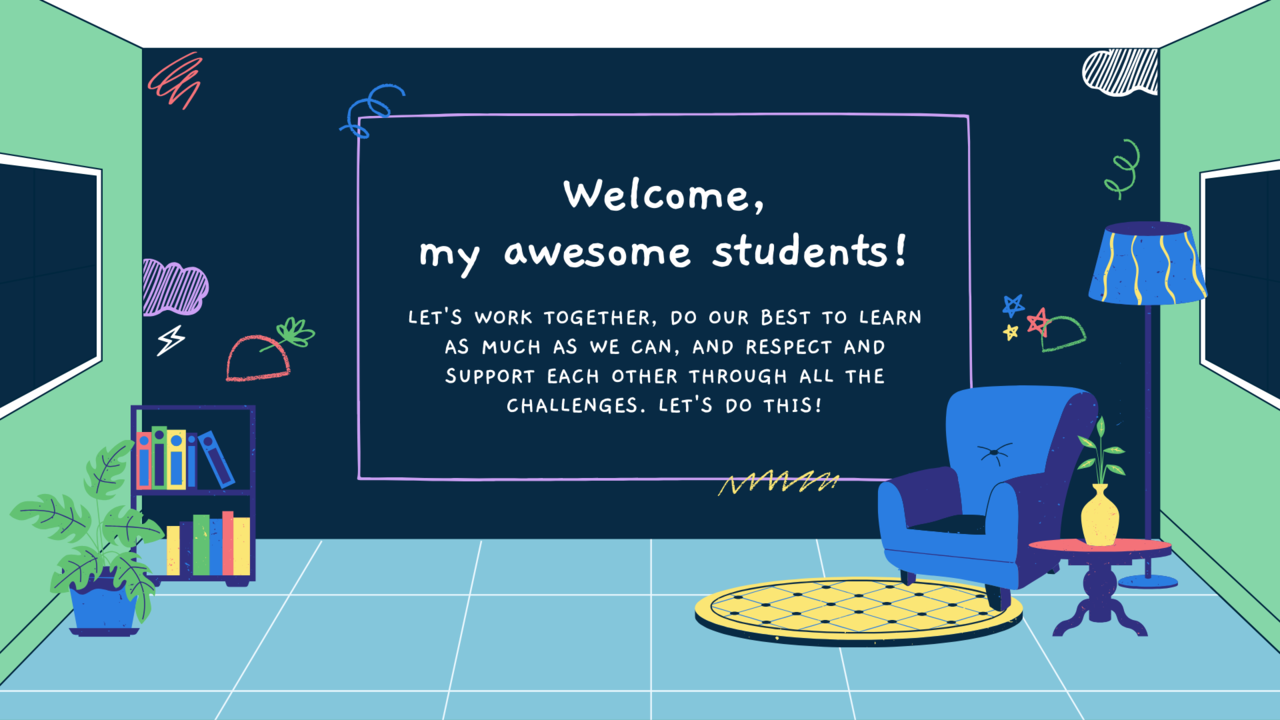 Welcome,
my awesome students!
LET'S WORK TOGETHER, DO OUR BEST TO LEARN
AS MUCH AS WE CAN, AND RESPECT AND
SUPPORT EACH OTHER THROUGH ALL THE
CHALLENGES. LET'S DO THIS!